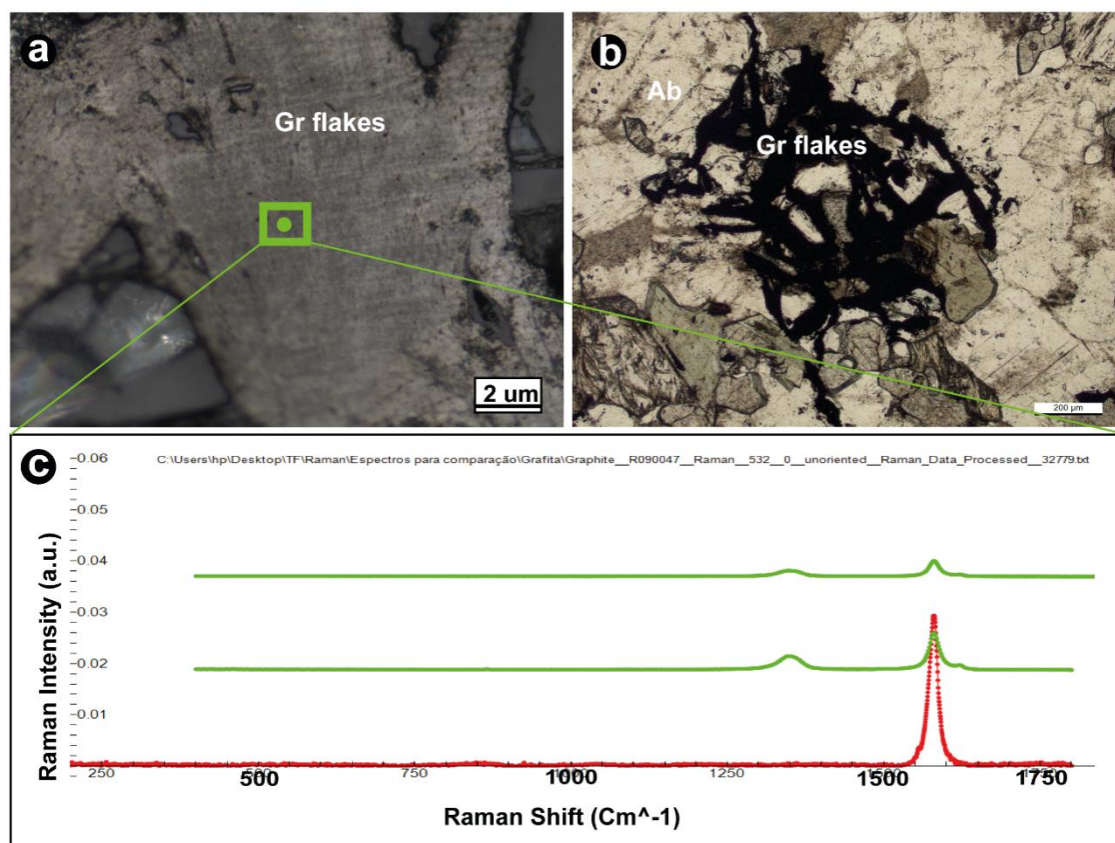 a
Gr flakes
2 um
b
Ab
Gr flakes
200 µm
c
C:\Users\hp\Desktop\TF\Raman\Espectros para comparação\Grafita\Graphite__R090047__Raman__532__0__unoriented__Raman_Data_Processed__32779.txt
Raman Intensity (a.u.)
0.06
0.05
0.04
0.03
0.02
0.01
250
500
750
1000
1250
1500
1750
Raman Shift (Cm^-1)